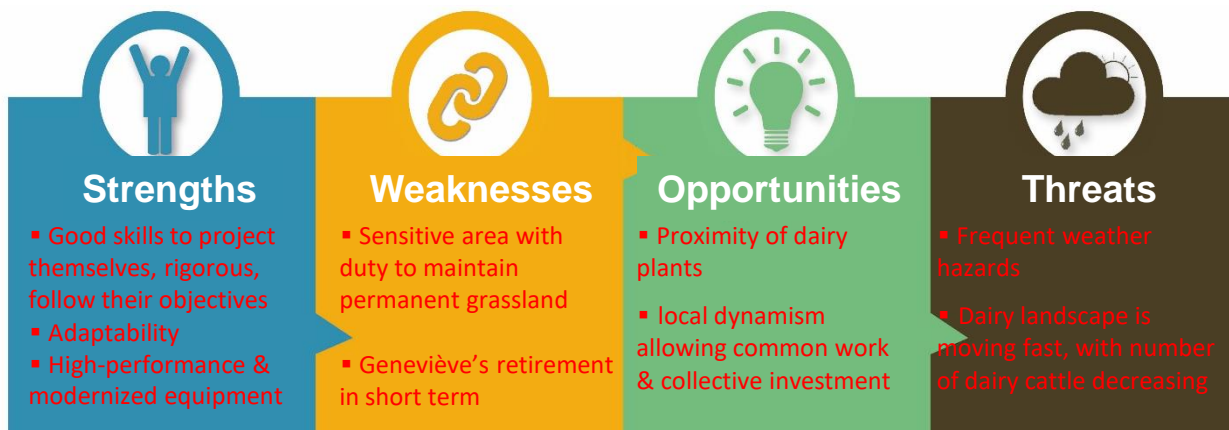 Strengths
▪ Good skills to project
themselves, rigorous,
follow their objectives
▪ Adaptability
▪ High-performance &
modernized equipment
Weaknesses
▪ Sensitive area with
duty to maintain
permanent grassland
▪ Geneviève’s retirement
in short term
Opportunities
▪ Proximity of dairy
plants
▪ local dynamism
allowing common work
& collective investment
Threats
▪ Frequent weather
hazards
▪ Dairy landscape is
moving fast, with number
of dairy cattle decreasing